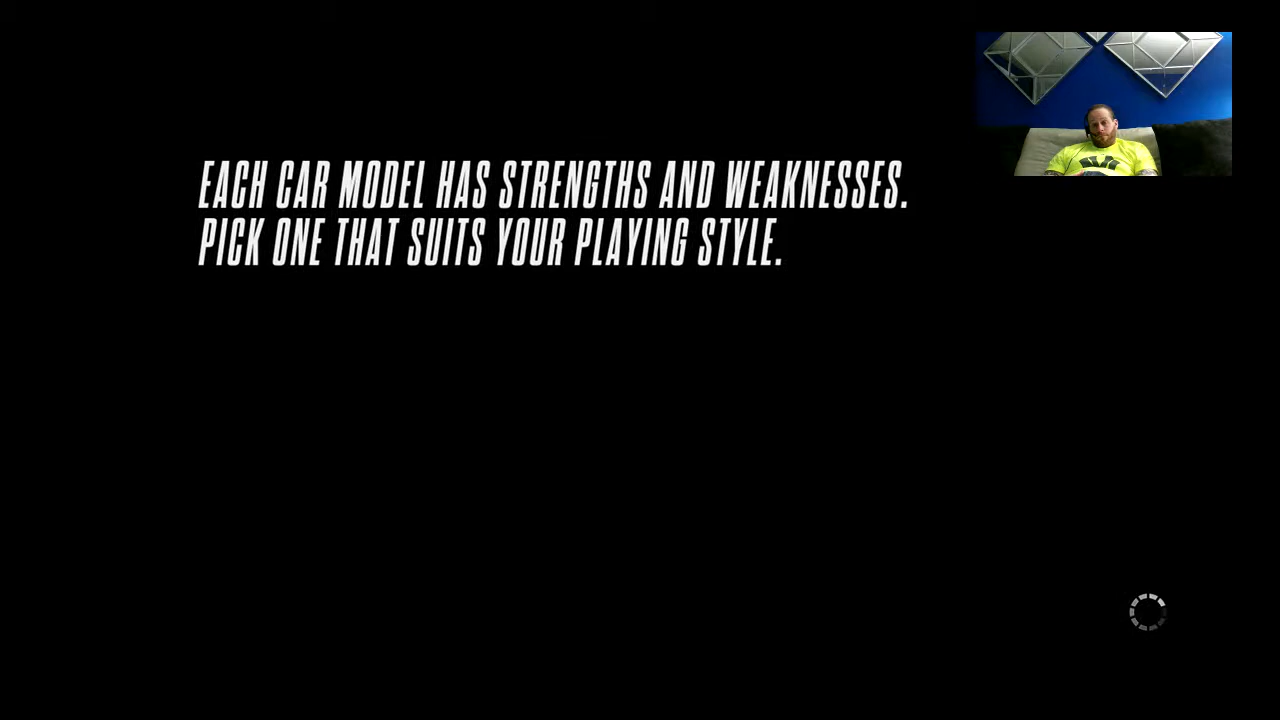 EACH CAR MODEL HAS STRENGTHS AND WEAKNESSES.
PICK ONE THAT SUITS YOUR PLAYING STYLE.